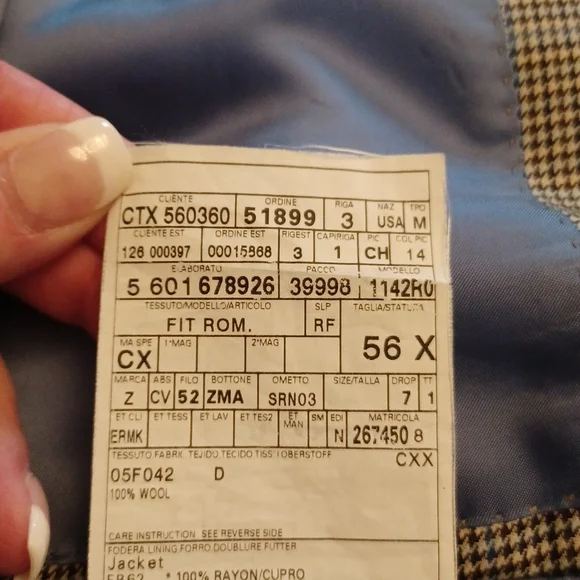 CLIENTE ORDINE RIGA NAZ TPO
CTX 560360 51899 3 USA M
CLIENTE EST ORDINE EST RIGEST CAPIRIGA PIC COL PIC
126 000397 00015868 3 1 CH 14
ELABORATO PACCO MODELLO
5 601 678926 39998 1142R0
TESSUTO/MODELLO/ARTICOLO SLP TAGLIA/STATURA
FIT ROM. RF 56 X
MA SPE 1°MAG 2°MAG
CX
MARCA ABS FILO BOTTONE OMETTO SIZE/TALLA DROP TT
Z CV 52 ZMA SRN03 7 1
ET CLI ET TESS ET LAV ET TES2 ET MAN SM EDI MATRICOLA
ERMK N 267450 8
TESSUTO FABRIK TEJIDO TECIDO TISS OBERSTOFF CXX
05F042 D
100% WOOL
CARE INSTRUCTION SEE REVERSE SIDE
FODERA LINING FORRO DOUBLURE FUTTER
Jacket
* 100% RAYON/CUPRO